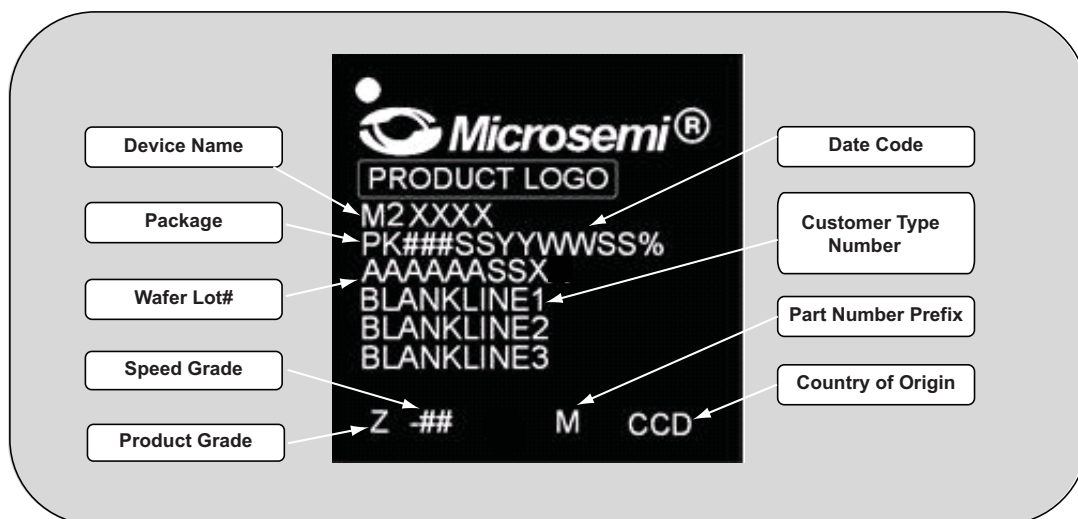 Microsemi®
PRODUCT LOGO
M2XXXX
PK###SSYYWWSS%
AAAAAASSX
BLANKLINE1
BLANKLINE2
BLANKLINE3
Z -## M CCD
Device Name
Package
Wafer Lot#
Speed Grade
Product Grade
Date Code
Customer Type
Number
Part Number Prefix
Country of Origin